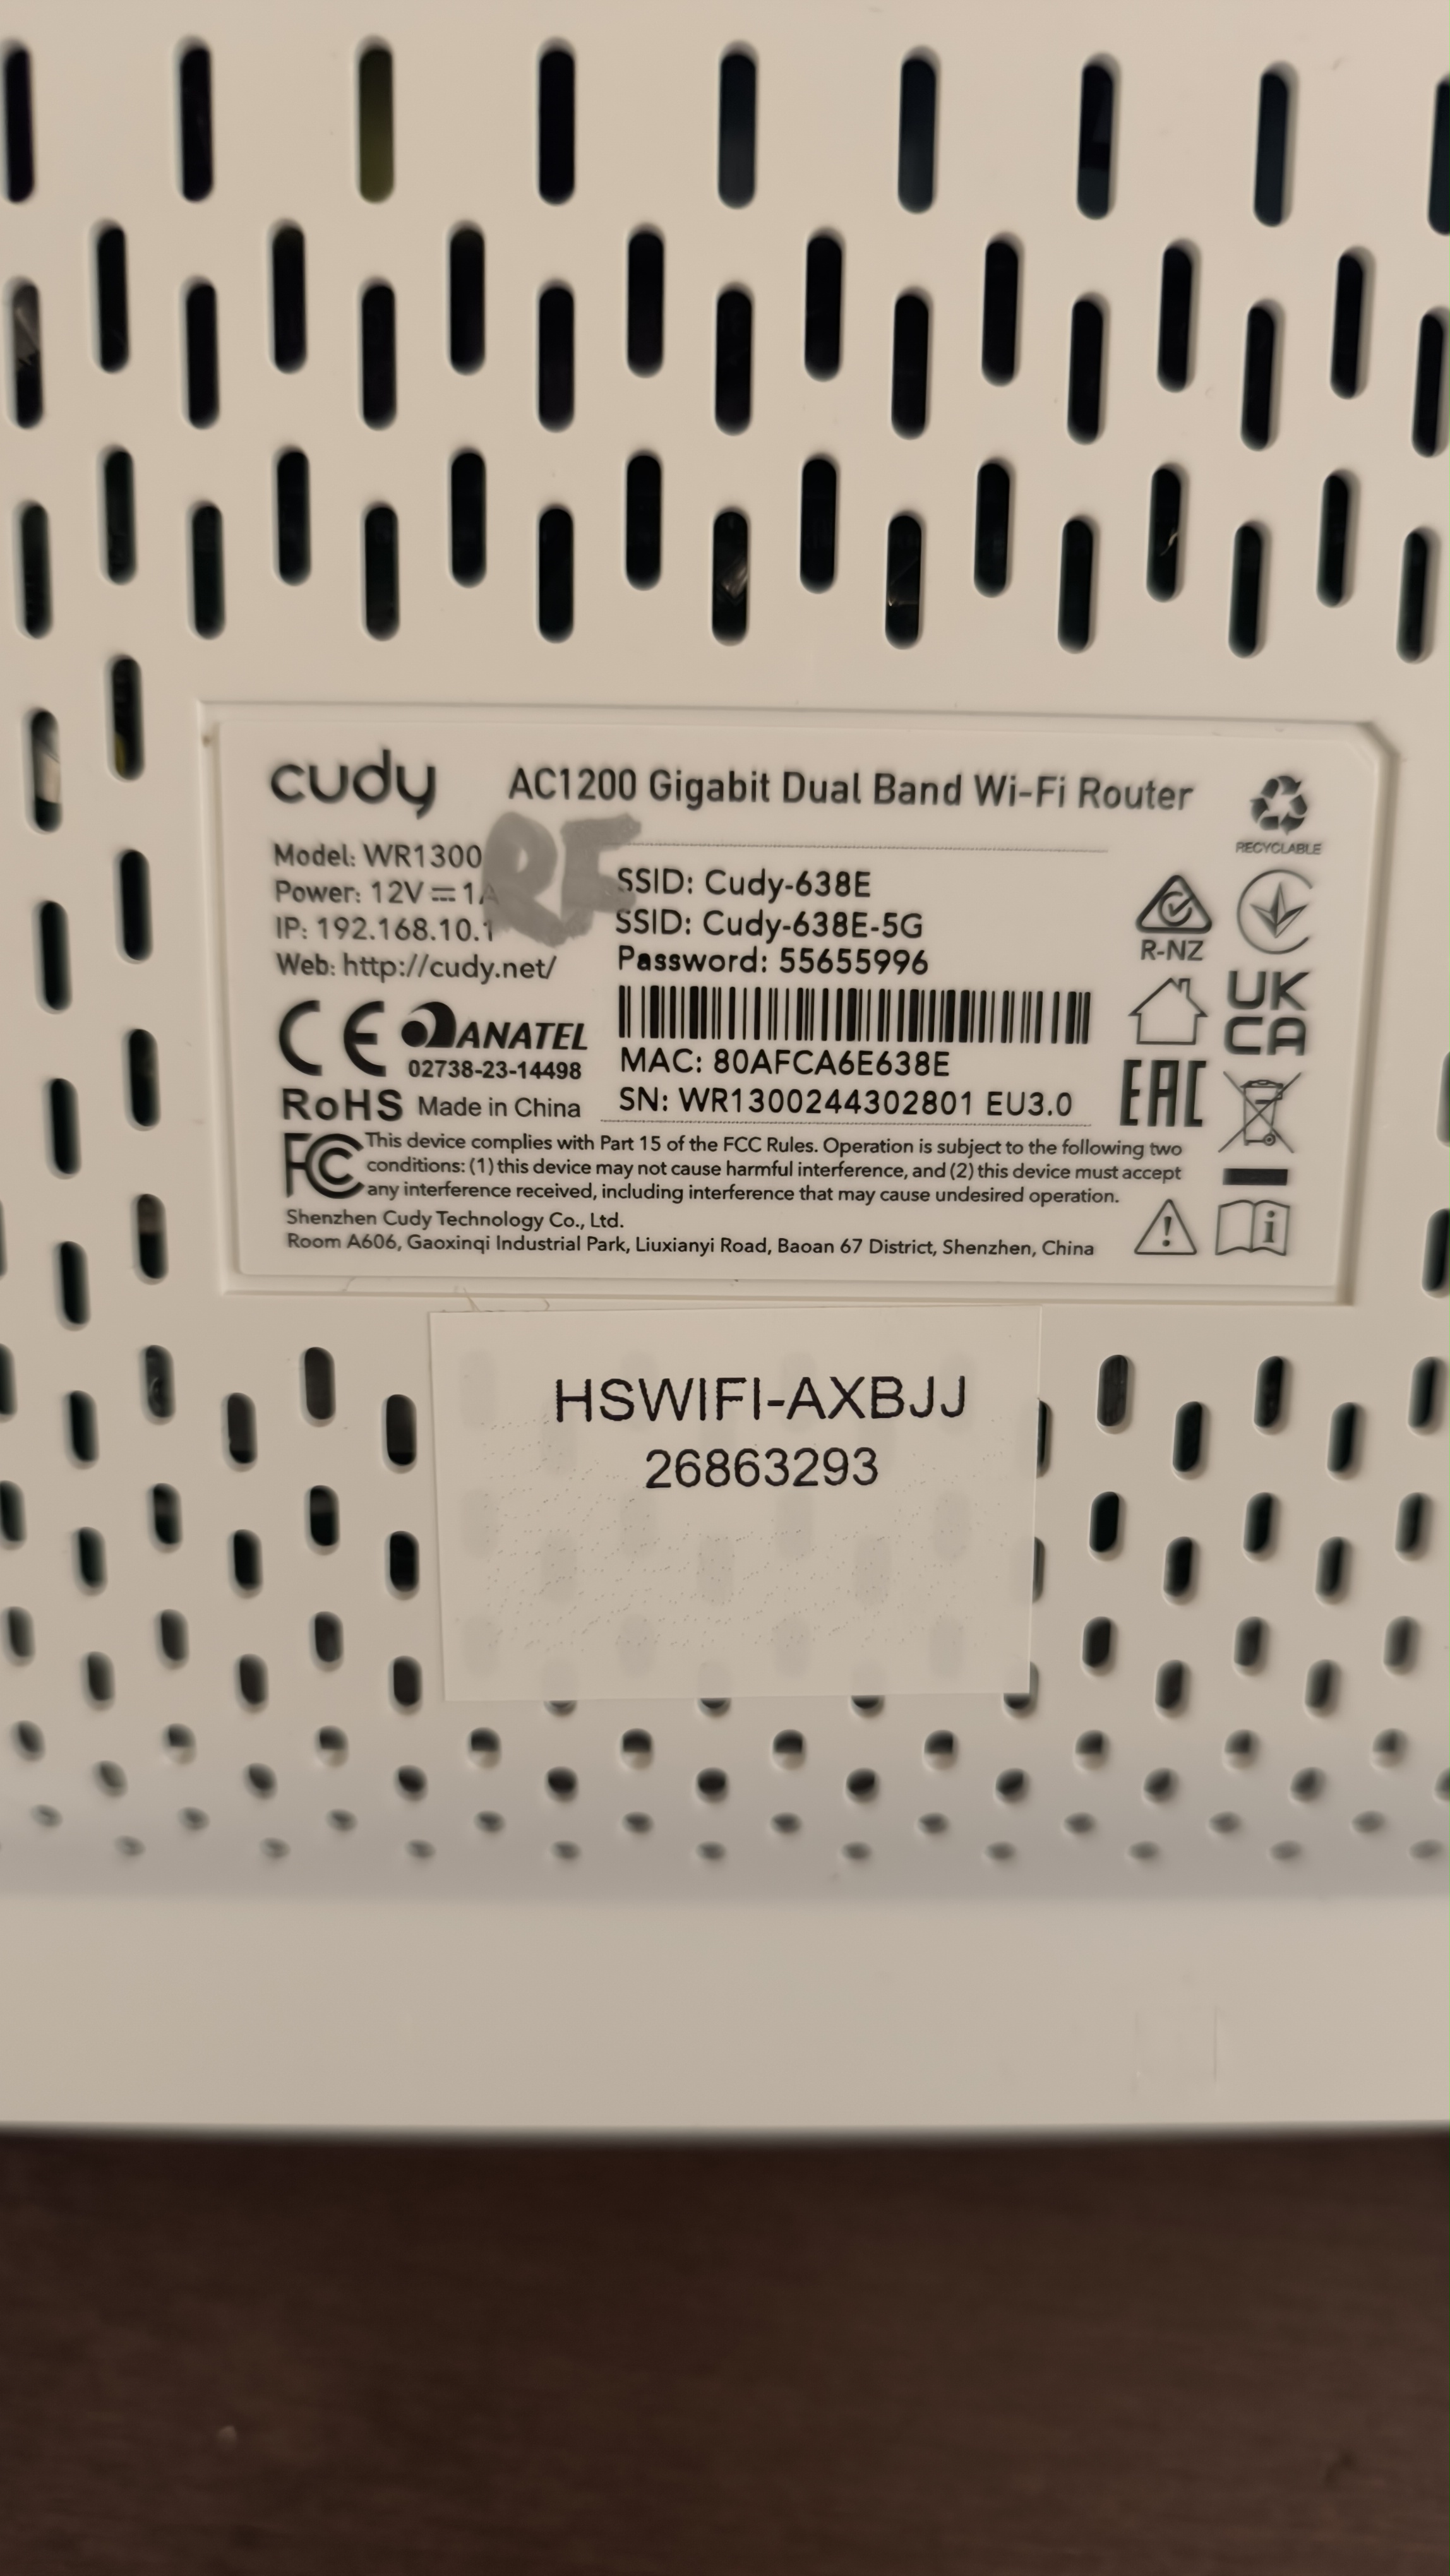 cudy AC1200 Gigabit Dual Band Wi-Fi Router
RECYCLABLE
Model: WR1300
Power: 12V ⎓ 1A
IP: 192.168.10.1
Web: http://cudy.net/
RE
SSID: Cudy-638E
SSID: Cudy-638E-5G
Password: 55655996
R-NZ
CE ANATEL
02738-23-14498
RoHS Made in China
MAC: 80AFCA6E638E
SN: WR1300244302801 EU3.0
UK
CA
EAC
FC This device complies with Part 15 of the FCC Rules. Operation is subject to the following two
conditions: (1) this device may not cause harmful interference, and (2) this device must accept
any interference received, including interference that may cause undesired operation.
Shenzhen Cudy Technology Co., Ltd.
Room A606, Gaoxinqi Industrial Park, Liuxianyi Road, Baoan 67 District, Shenzhen, China
HSWIFI-AXBJJ
26863293